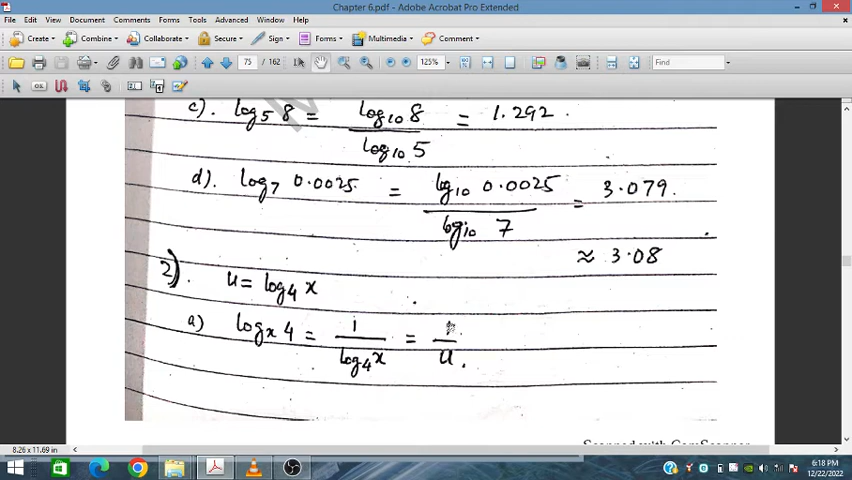 Chapter 6.pdf - Adobe Acrobat Pro Extended
File Edit View Document Comments Forms Tools Advanced Window Help
Create Combine Collaborate Secure Sign Forms Multimedia Comment
75 / 162 125% Find
c). log₅ 8 = log₁₀ 8 / log₁₀ 5 = 1.292.
d). log₇ 0.0025 = log₁₀ 0.0025 / log₁₀ 7 = 3.079.
≈ 3.08
2). u = log₄ x
a) logₓ 4 = 1 / log₄ x = 1 / u.
8.26 x 11.69 in
6:18 PM
12/22/2022